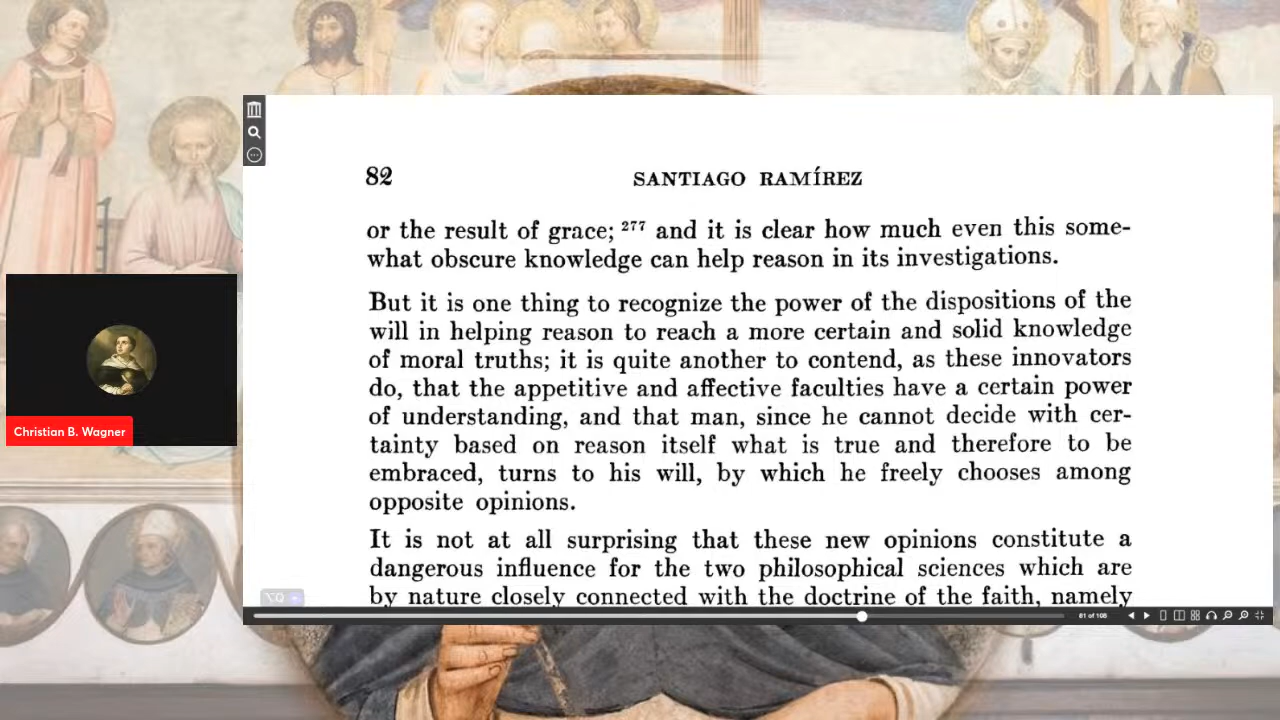 82
SANTIAGO RAMÍREZ
or the result of grace; 277 and it is clear how much even this some-
what obscure knowledge can help reason in its investigations.
But it is one thing to recognize the power of the dispositions of the
will in helping reason to reach a more certain and solid knowledge
of moral truths; it is quite another to contend, as these innovators
do, that the appetitive and affective faculties have a certain power
of understanding, and that man, since he cannot decide with cer-
tainty based on reason itself what is true and therefore to be
embraced, turns to his will, by which he freely chooses among
opposite opinions.
It is not at all surprising that these new opinions constitute a
dangerous influence for the two philosophical sciences which are
by nature closely connected with the doctrine of the faith, namely
Christian B. Wagner
⌥Q
81 of 108